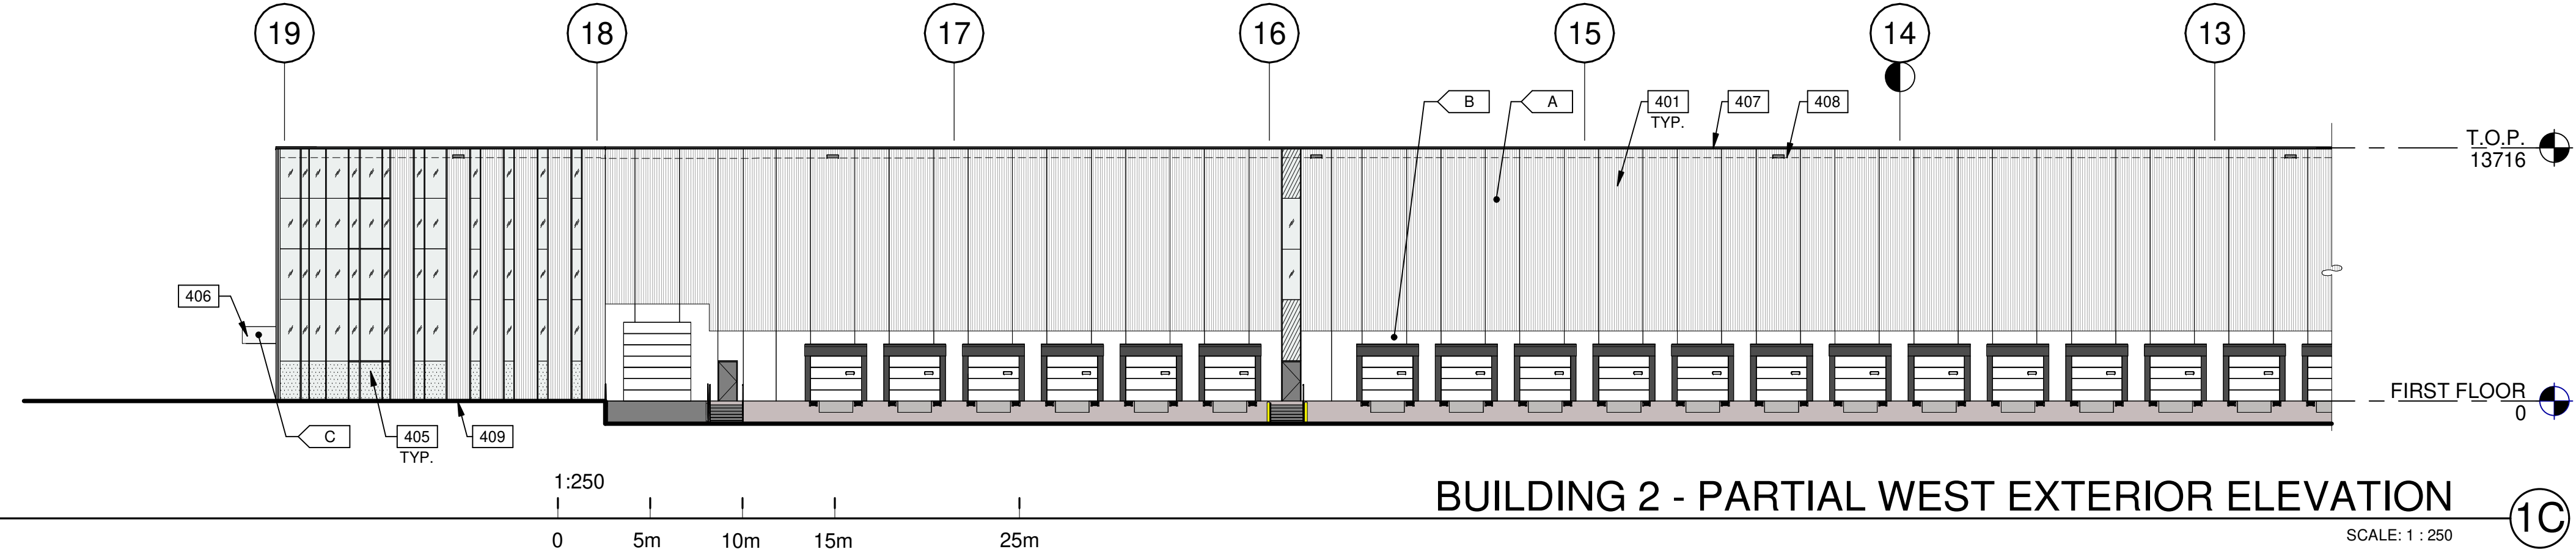 19 18 17 16 15 14 13
B A 401 407 408
TYP.
T.O.P.
13716
406
FIRST FLOOR
0
C 405 409
TYP.
1:250
0 5m 10m 15m 25m
BUILDING 2 - PARTIAL WEST EXTERIOR ELEVATION
1C
SCALE: 1 : 250